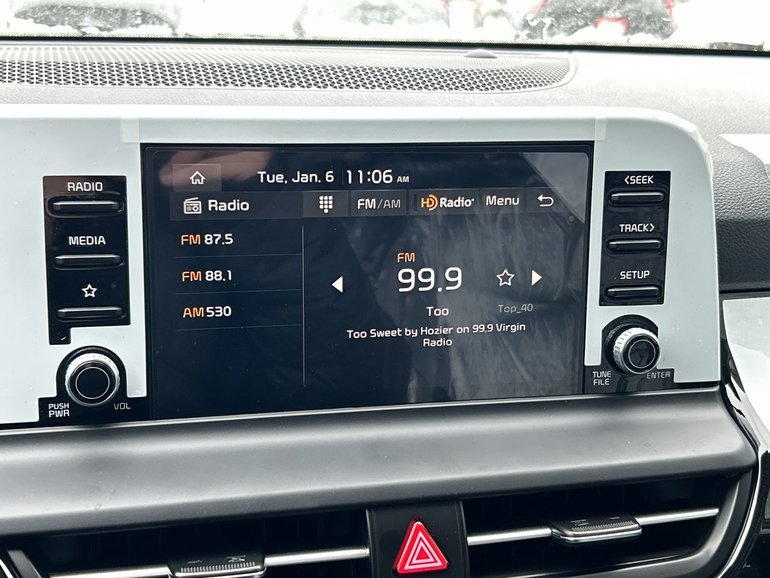 Tue, Jan. 6 11:06 AM
Radio FM/AM HD Radio Menu
FM 87.5
FM 88.1
AM 530
FM
99.9
Too
Top_40
Too Sweet by Hozier on 99.9 Virgin
Radio
RADIO
MEDIA
PUSH
PWR
VOL
<SEEK
TRACK>
SETUP
TUNE
FILE
ENTER